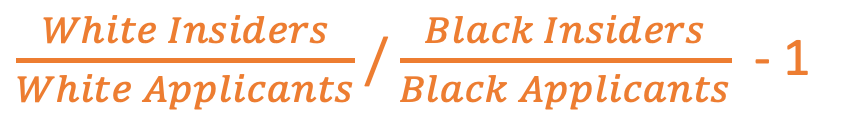 White Insiders / Black Insiders - 1
White Applicants Black Applicants